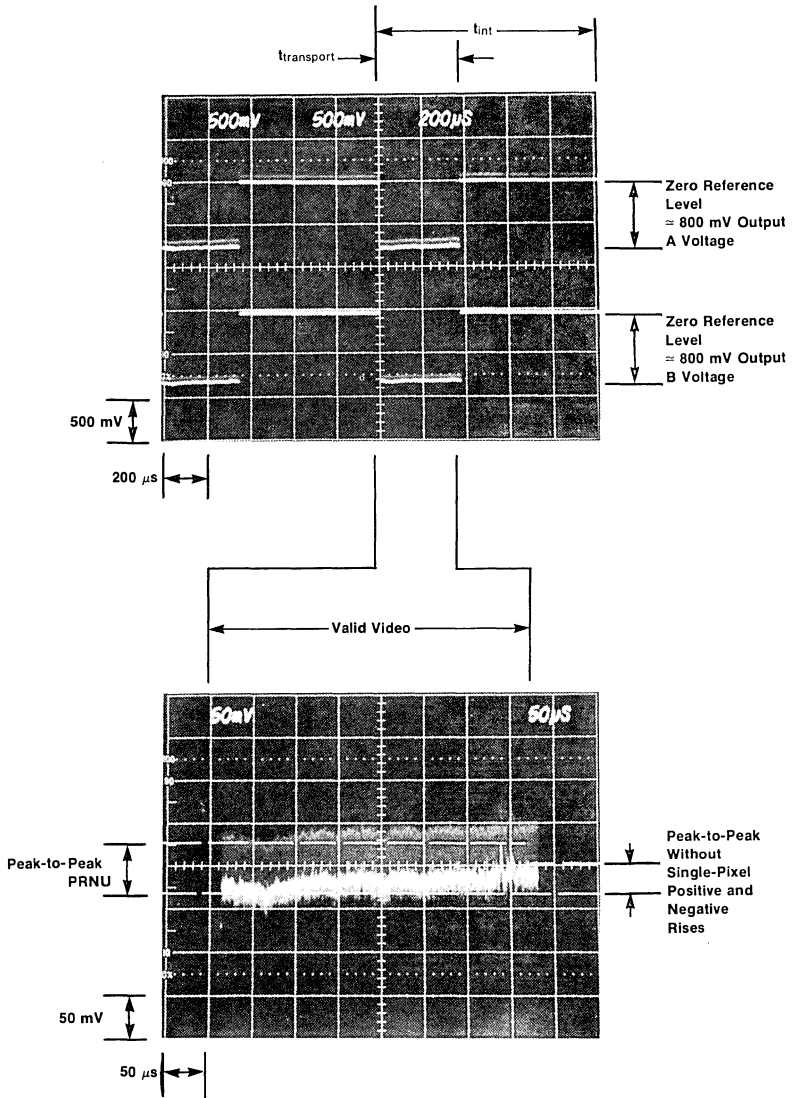 tint
ttransport
500mV 500mV 200µS
Zero Reference
Level
≃ 800 mV Output
A Voltage
Zero Reference
Level
≃ 800 mV Output
B Voltage
500 mV
200 µs
Valid Video
50mV 50µS
Peak-to-Peak
PRNU
Peak-to-Peak
Without
Single-Pixel
Positive and
Negative
Rises
50 mV
50 µs